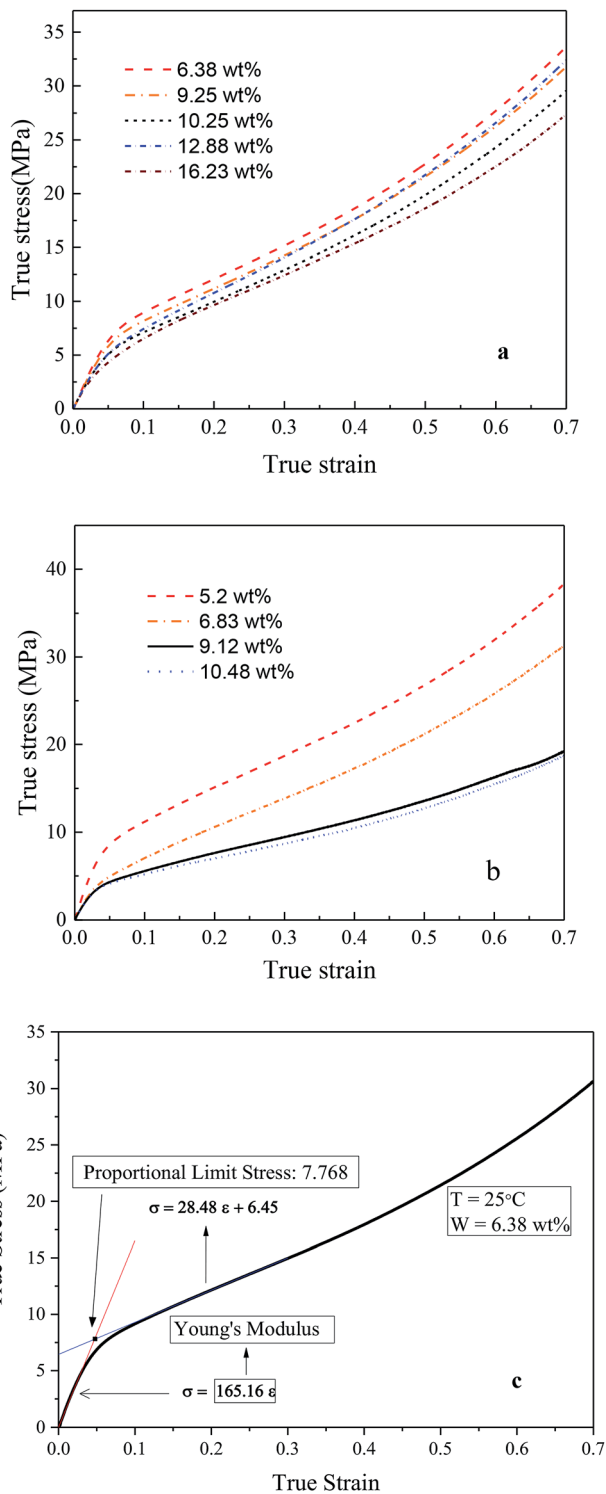 35
30
25
20
15
10
5
0
True stress(MPa)
6.38 wt%
9.25 wt%
10.25 wt%
12.88 wt%
16.23 wt%
a
0.0 0.1 0.2 0.3 0.4 0.5 0.6 0.7
True strain
40
30
20
10
0
True stress (MPa)
5.2 wt%
6.83 wt%
9.12 wt%
10.48 wt%
b
0.0 0.1 0.2 0.3 0.4 0.5 0.6 0.7
True strain
35
30
25
20
15
10
5
0
Proportional Limit Stress: 7.768
σ = 28.48 ε + 6.45
T = 25°C
W = 6.38 wt%
Young's Modulus
σ = 165.16 ε
c
0.0 0.1 0.2 0.3 0.4 0.5 0.6 0.7
True Strain